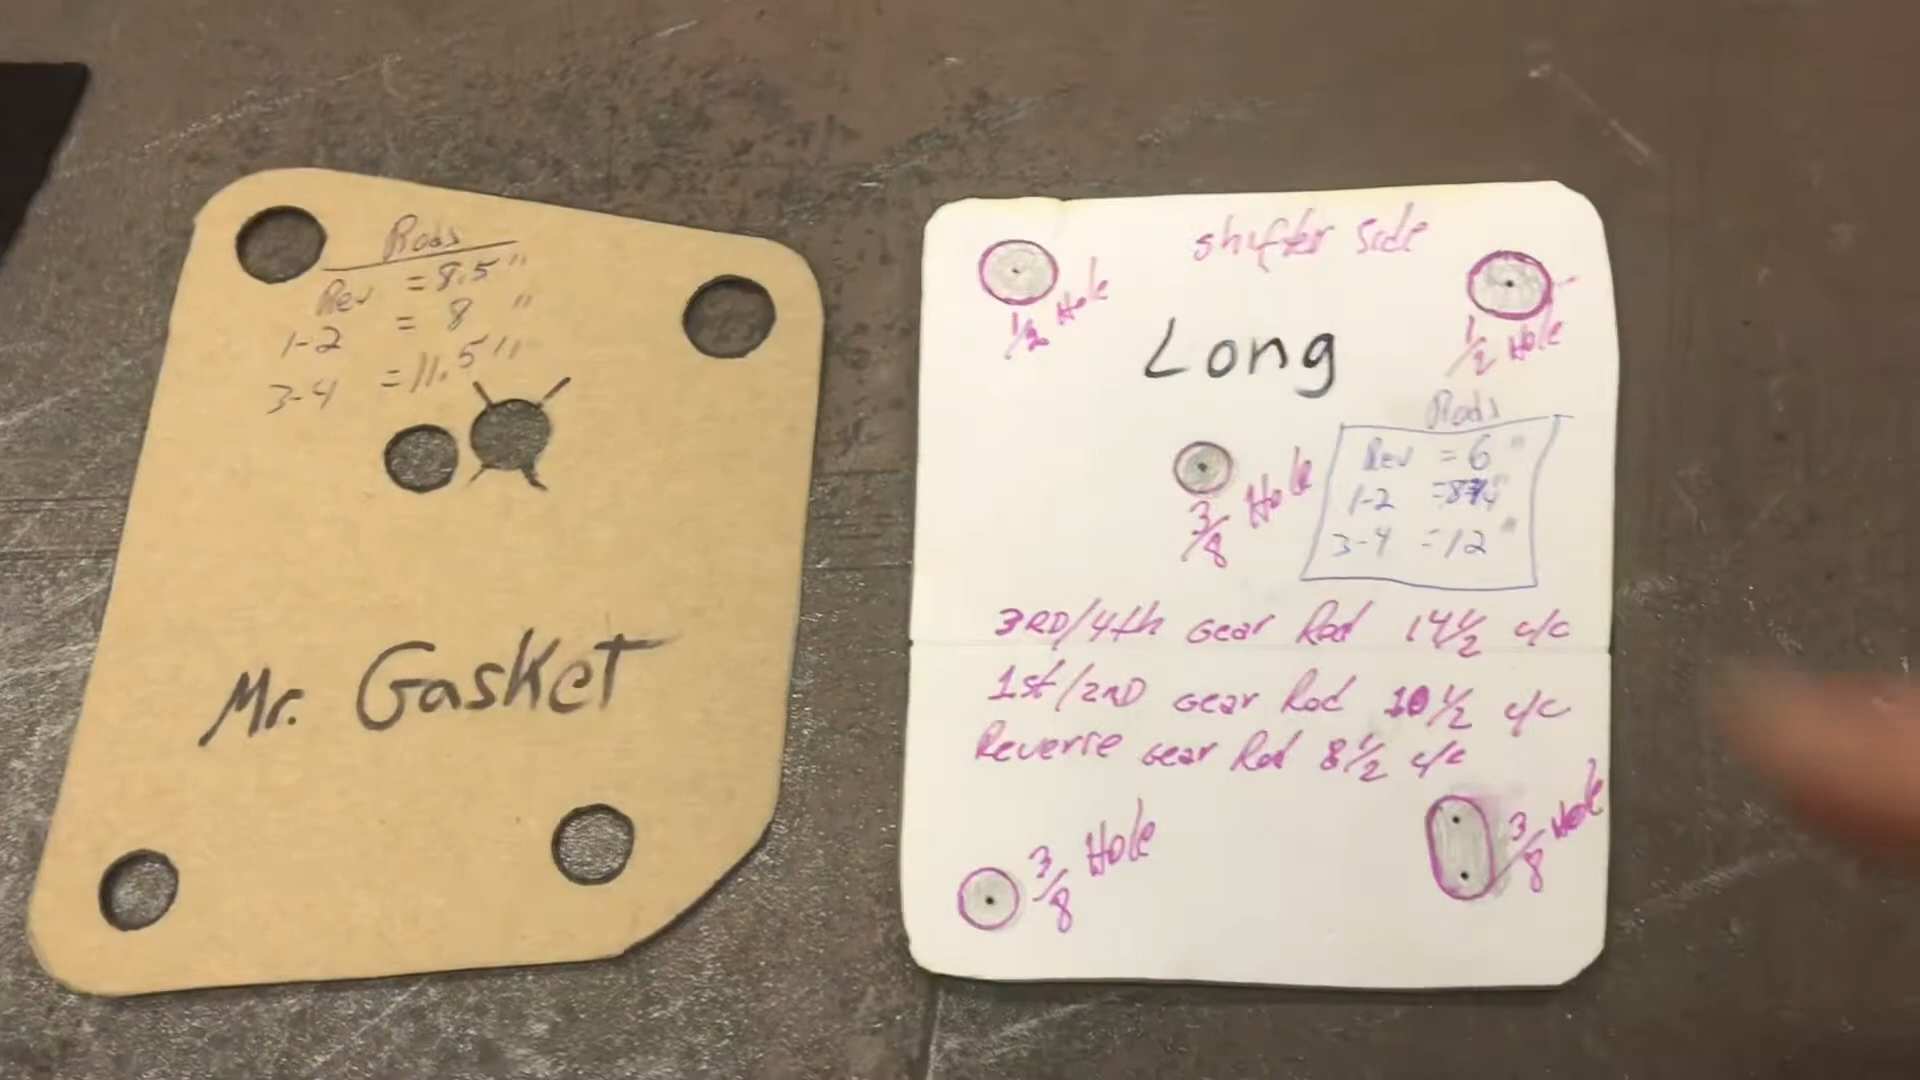 Rods
Rev = 8.5"
1-2 = 8 "
3-4 = 11.5"
Mr. Gasket
shifter side
1/2 Hole
1/2 Hole
Long
Rods
Rev = 6 "
1-2
3-4 = 12 "
3/8 Hole
3RD/4th Gear Rod 14 1/2 c/c
1st/2ND Gear Rod 10 1/2 c/c
Reverse Gear Rod 8 1/2 c/c
3/8 Hole
3/8 Hole